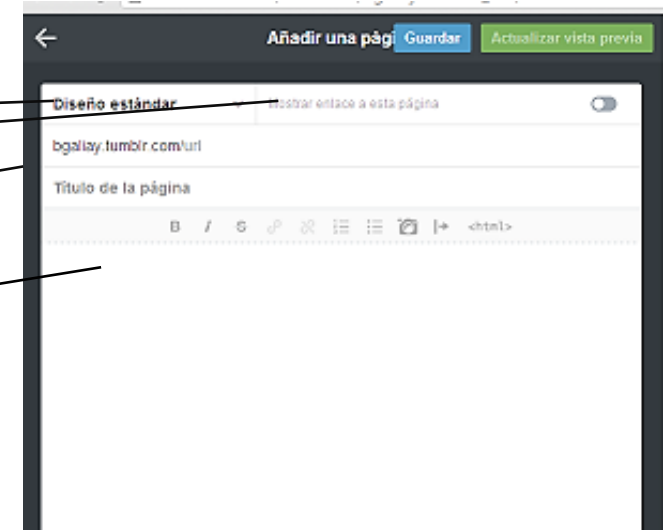 Añadir una pági Guardar Actualizar vista previa
Diseño estándar Mostrar enlace a esta página
bgallay.tumblr.com/url
Título de la página
B I S <html>